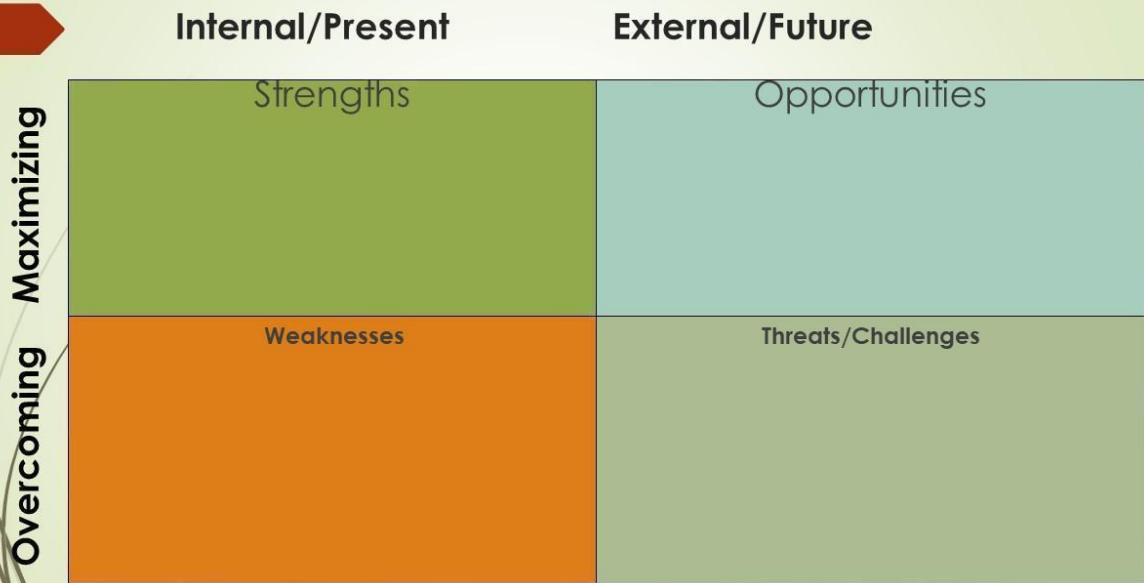 Internal/Present External/Future
Maximizing
Strengths Opportunities
Overcoming
Weaknesses Threats/Challenges